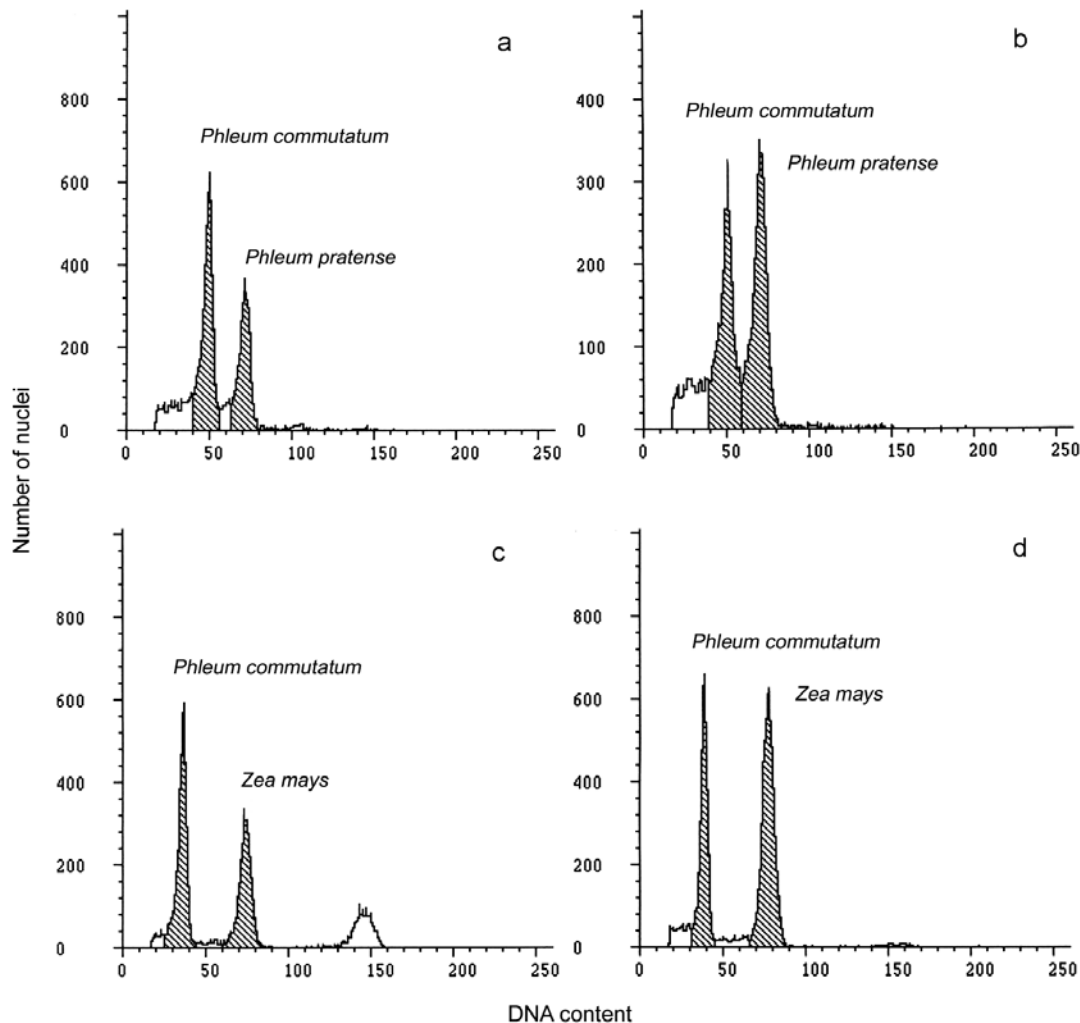 a
800
600
400
200
0
Phleum commutatum
Phleum pratense
0 50 100 150 200 250
b
400
300
200
100
0
Phleum commutatum
Phleum pratense
0 50 100 150 200 250
Number of nuclei
c
800
600
400
200
0
Phleum commutatum
Zea mays
0 50 100 150 200 250
d
800
600
400
200
0
Phleum commutatum
Zea mays
0 50 100 150 200 250
DNA content